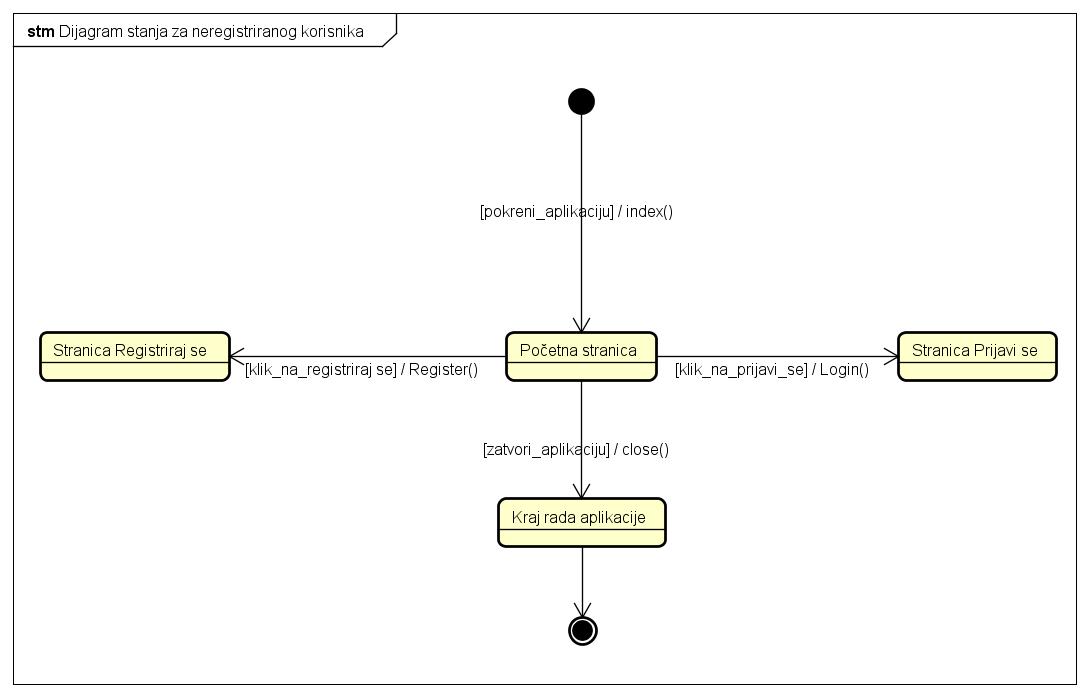 stm Dijagram stanja za neregistriranog korisnika
[pokreni_aplikaciju] / index()
Stranica Registriraj se
Početna stranica
Stranica Prijavi se
[klik_na_registriraj se] / Register()
[klik_na_prijavi_se] / Login()
[zatvori_aplikaciju] / close()
Kraj rada aplikacije